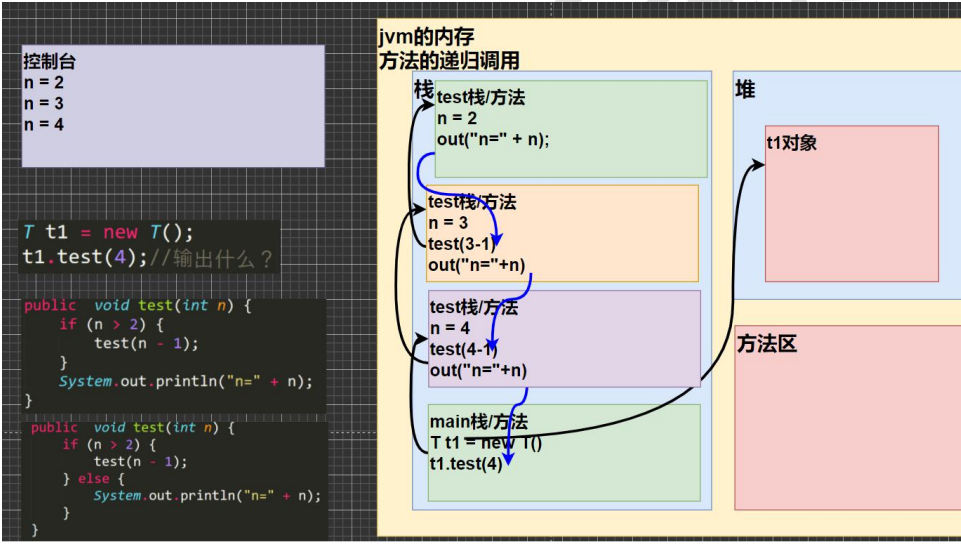 控制台
n = 2
n = 3
n = 4
T t1 = new T();
t1.test(4);//输出什么？
public void test(int n) {
if (n > 2) {
test(n - 1);
}
System.out.println("n=" + n);
}
public void test(int n) {
if (n > 2) {
test(n - 1);
} else {
System.out.println("n=" + n);
}
}
jvm的内存
方法的递归调用
栈
test栈/方法
n = 2
out("n=" + n);
test栈/方法
n = 3
test(3-1)
out("n="+n)
test栈/方法
n = 4
test(4-1)
out("n="+n)
main栈/方法
T t1 = new T()
t1.test(4)
堆
t1对象
方法区